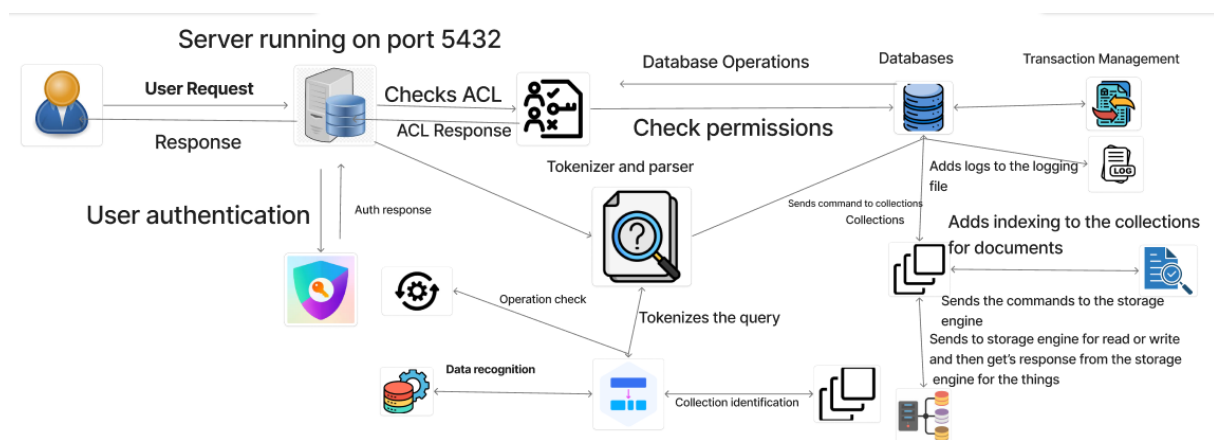 Server running on port 5432
Database Operations
Databases
Transaction Management
User Request
Checks ACL
ACL Response
Check permissions
Response
Tokenizer and parser
Adds logs to the logging
file
LOG
User authentication
Auth response
Sends command to collections
Collections
Adds indexing to the collections
for documents
Operation check
Tokenizes the query
Sends the commands to the storage
engine
Sends to storage engine for read or write
and then get's response from the storage
engine for the things
Data recognition
Collection identification